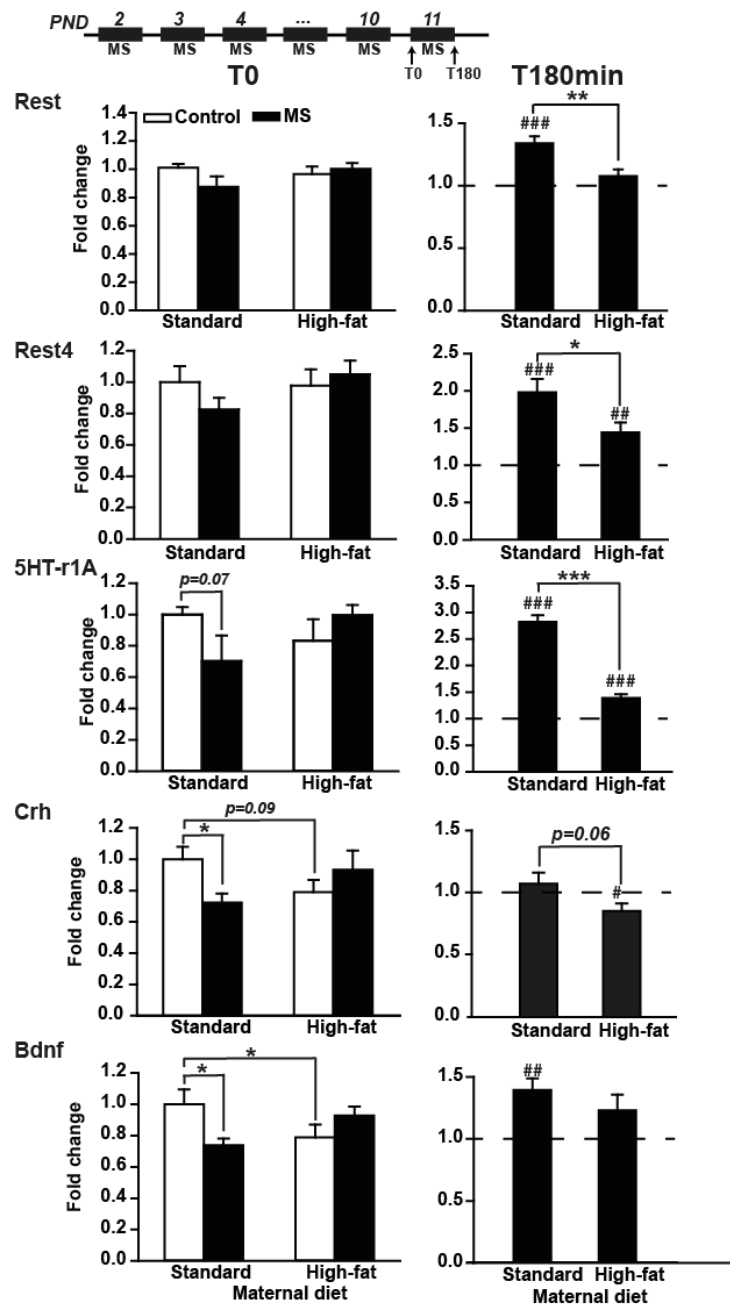 PND 2 3 4 ... 10 11
MS MS MS MS MS MS
T0 T180
T0 T180min
Rest
Control MS
Fold change
1.4
1.2
1.0
0.8
0.6
0.4
0.2
0.0
Standard High-fat
**
###
1.5
1.0
0.5
0.0
Standard High-fat
Rest4
Fold change
1.2
1.0
0.8
0.6
0.4
0.2
0.0
Standard High-fat
*
###
##
2.5
2.0
1.5
1.0
0.5
0.0
Standard High-fat
5HT-r1A
p=0.07
Fold change
1.2
1.0
0.8
0.6
0.4
0.2
0.0
Standard High-fat
***
###
###
3.5
3.0
2.5
2.0
1.5
1.0
0.5
0.0
Standard High-fat
Crh
p=0.09
*
Fold change
1.2
1.0
0.8
0.6
0.4
0.2
0.0
Standard High-fat
p=0.06
#
1.5
1.0
0.5
0.0
Standard High-fat
Bdnf
*
*
Fold change
1.2
1.0
0.8
0.6
0.4
0.2
0.0
Standard High-fat
Maternal diet
##
1.5
1.0
0.5
0.0
Standard High-fat
Maternal diet